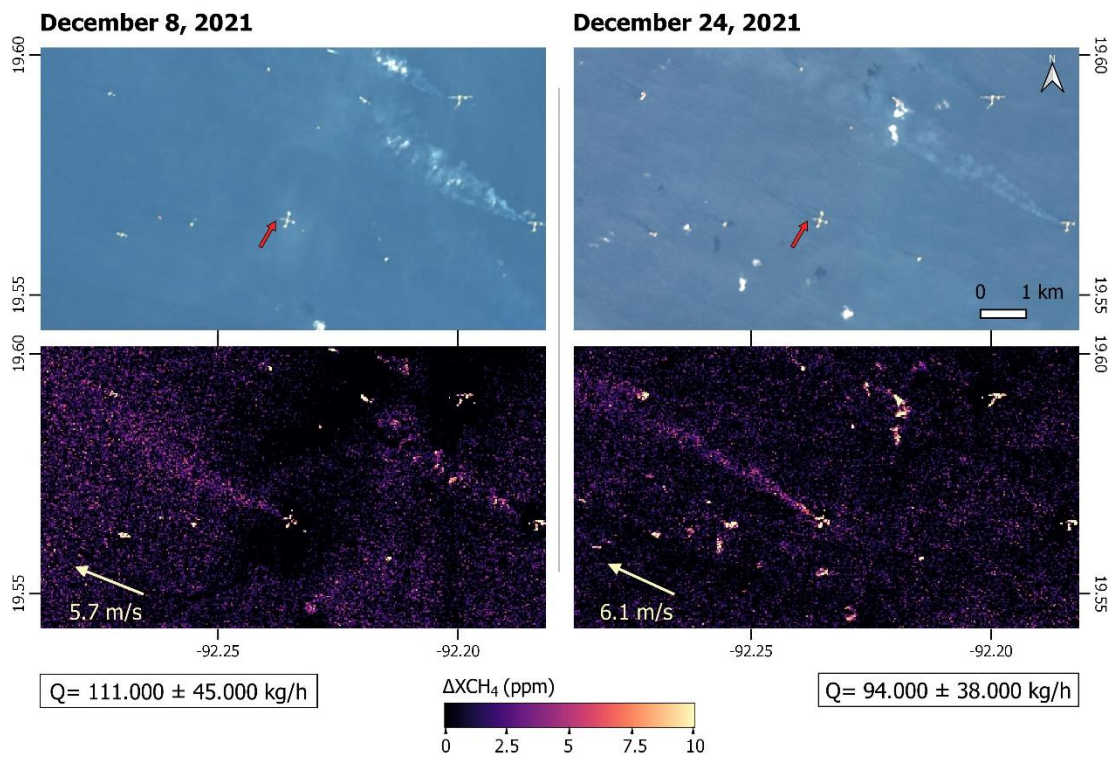 December 8, 2021
December 24, 2021
19.60
19.55
19.60
19.55
N
0 1 km
19.60
19.55
19.60
19.55
5.7 m/s
6.1 m/s
-92.25
-92.20
-92.25
-92.20
Q= 111.000 ± 45.000 kg/h
ΔXCH₄ (ppm)
Q= 94.000 ± 38.000 kg/h
0 2.5 5 7.5 10